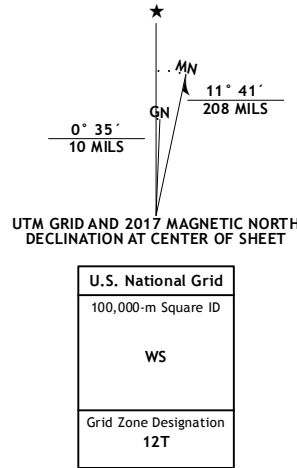 ★
MN
GN
11° 41´
208 MILS
0° 35´
10 MILS
UTM GRID AND 2017 MAGNETIC NORTH
DECLINATION AT CENTER OF SHEET
U.S. National Grid
100,000-m Square ID
WS
Grid Zone Designation
12T